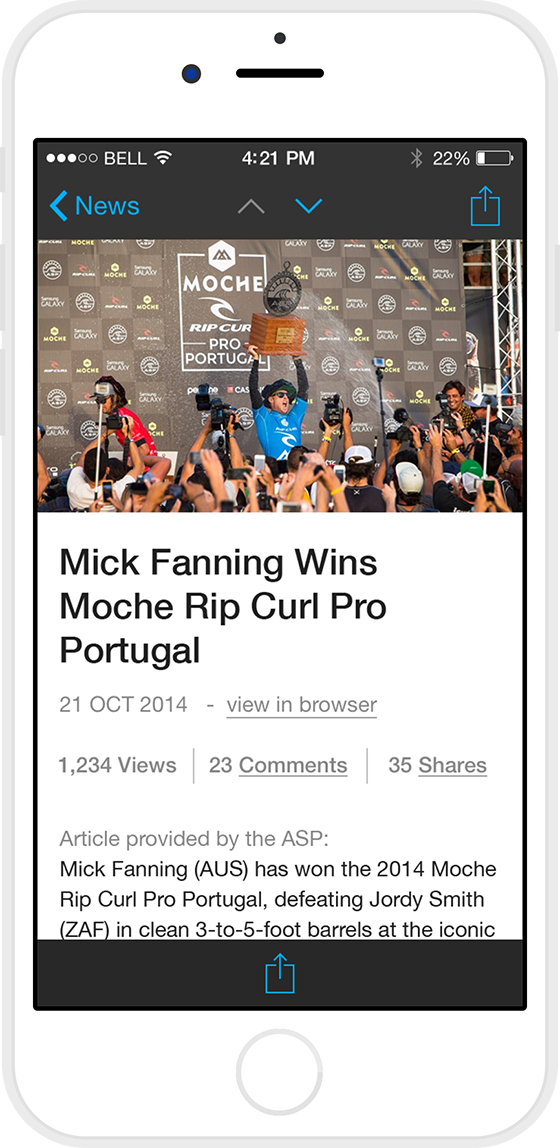 BELL 4:21 PM 22%
News
MOCHE
RIP CURL
PRO
PORTUGAL
Mick Fanning Wins
Moche Rip Curl Pro
Portugal
21 OCT 2014 - view in browser
1,234 Views 23 Comments 35 Shares
Article provided by the ASP:
Mick Fanning (AUS) has won the 2014 Moche
Rip Curl Pro Portugal, defeating Jordy Smith
(ZAF) in clean 3-to-5-foot barrels at the iconic